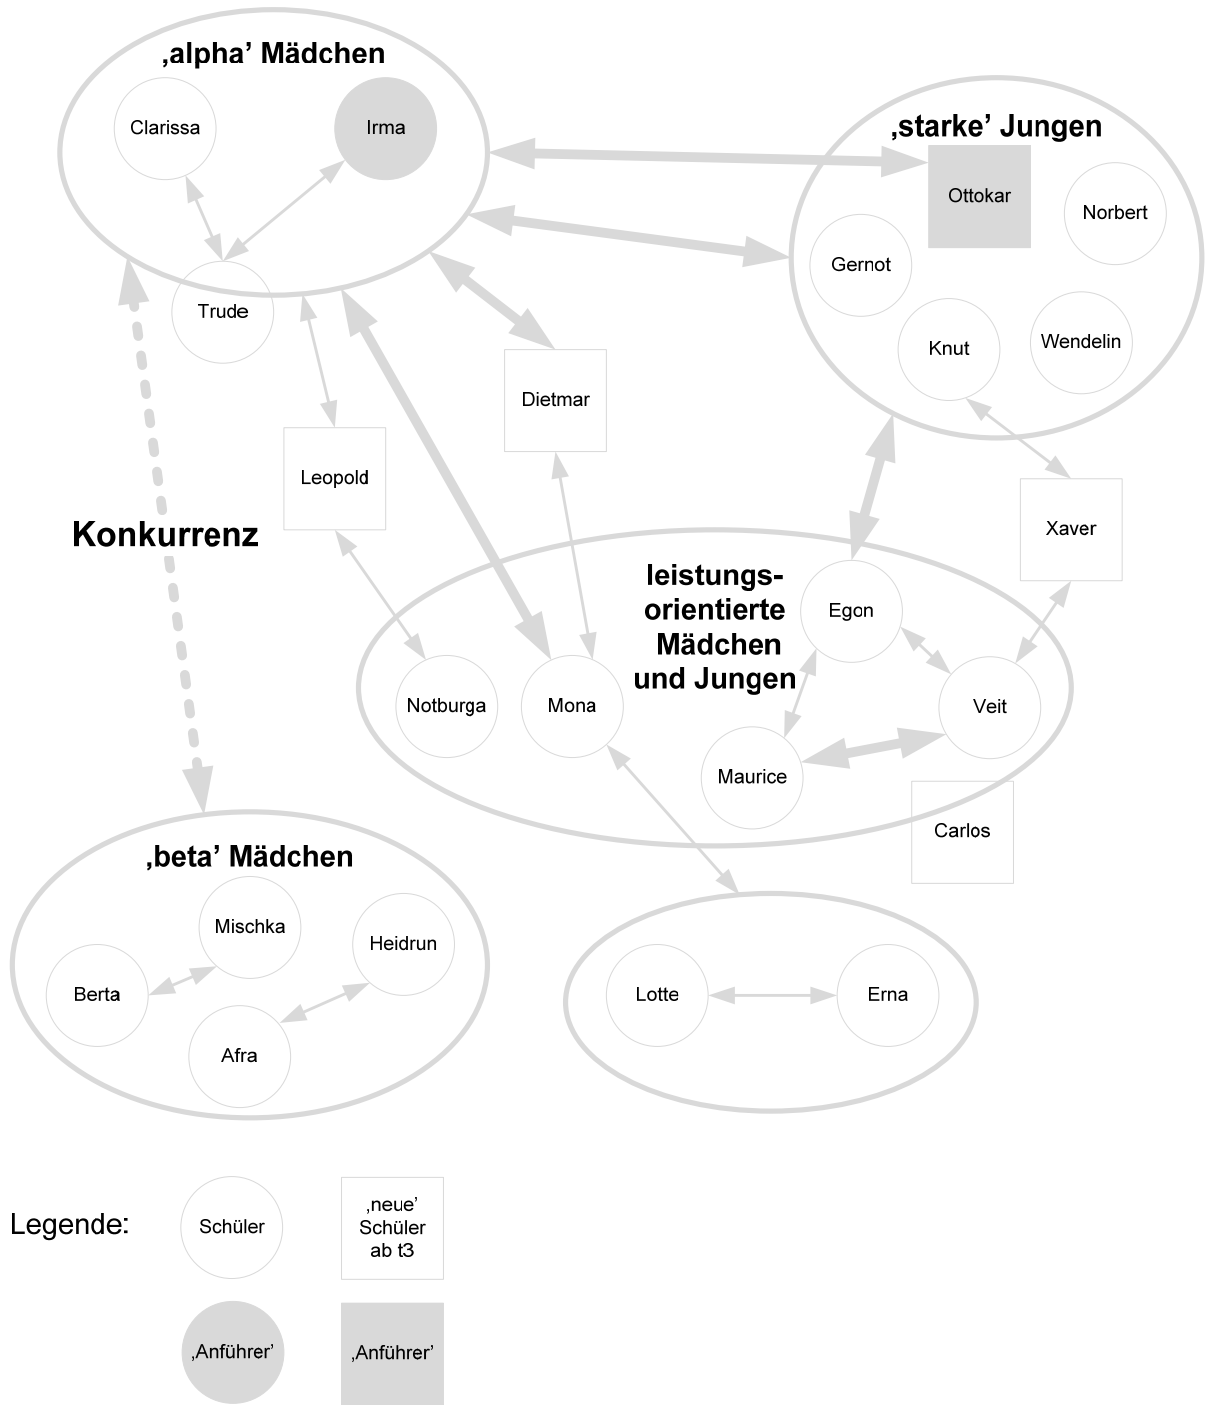 ‚alpha’ Mädchen
Clarissa
Irma
Trude
‚starke’ Jungen
Ottokar
Norbert
Gernot
Knut
Wendelin
Dietmar
Leopold
Xaver
Konkurrenz
leistungs-
orientierte
Mädchen
und Jungen
Egon
Notburga
Mona
Veit
Maurice
Carlos
‚beta’ Mädchen
Mischka
Heidrun
Berta
Afra
Lotte
Erna
Legende:
Schüler
‚neue’
Schüler
ab t3
‚Anführer’
‚Anführer’